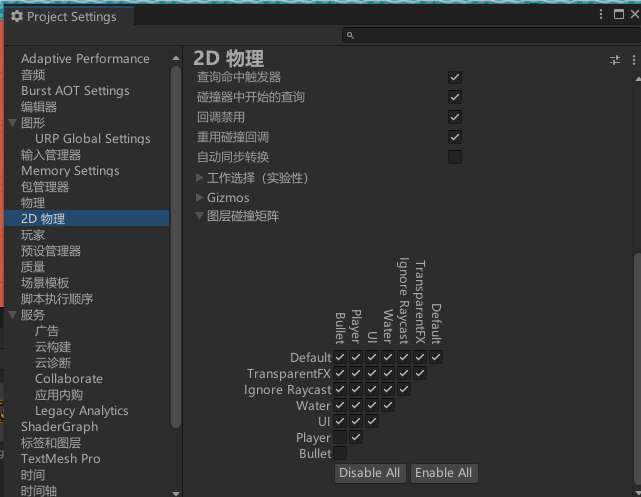 Project Settings
Adaptive Performance
音频
Burst AOT Settings
编辑器
图形
URP Global Settings
输入管理器
Memory Settings
包管理器
物理
2D 物理
玩家
预设管理器
质量
场景模板
脚本执行顺序
服务
广告
云构建
云诊断
Collaborate
应用内购
Legacy Analytics
ShaderGraph
标签和图层
TextMesh Pro
时间
时间轴
2D 物理
查询命中触发器
碰撞器中开始的查询
回调禁用
重用碰撞回调
自动同步转换
工作选择（实验性）
Gizmos
图层碰撞矩阵
Bullet
Player
UI
Water
Ignore Raycast
TransparentFX
Default
Default
TransparentFX
Ignore Raycast
Water
UI
Player
Bullet
Disable All
Enable All